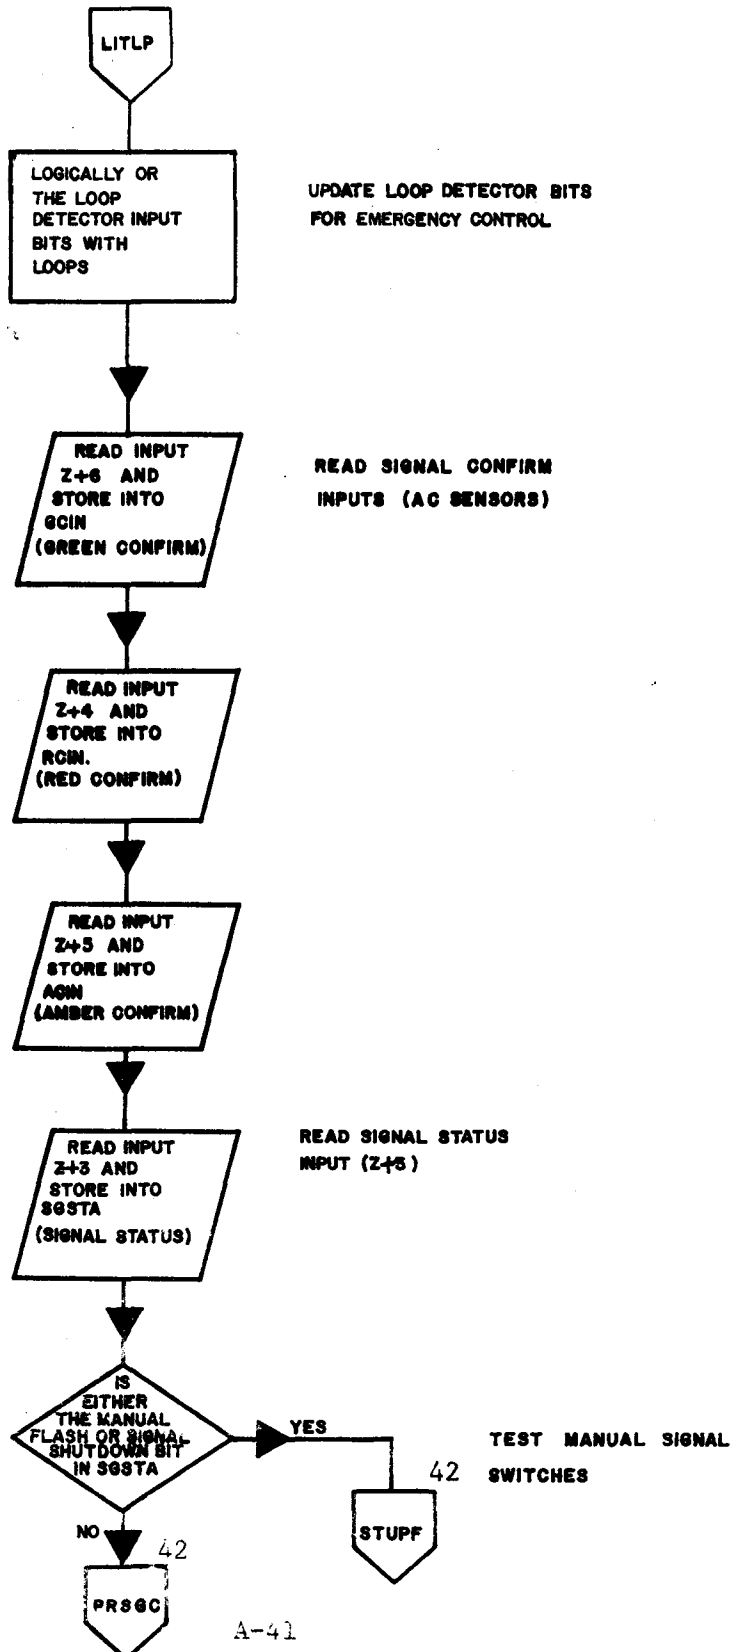 LITLP
LOGICALLY OR
THE LOOP
DETECTOR INPUT
BITS WITH
LOOPS
UPDATE LOOP DETECTOR BITS
FOR EMERGENCY CONTROL
READ INPUT
Z+6 AND
STORE INTO
GCIN
(GREEN CONFIRM)
READ SIGNAL CONFIRM
INPUTS (AC SENSORS)
READ INPUT
Z+4 AND
STORE INTO
RCIN.
(RED CONFIRM)
READ INPUT
Z+5 AND
STORE INTO
ACIN
(AMBER CONFIRM)
READ INPUT
Z+3 AND
STORE INTO
SGSTA
(SIGNAL STATUS)
READ SIGNAL STATUS
INPUT (Z+5)
IS
EITHER
THE MANUAL
FLASH OR SIGNAL
SHUTDOWN BIT
IN SGSTA
YES
TEST MANUAL SIGNAL
SWITCHES
42
STUPF
NO
42
PRSGC
A-41